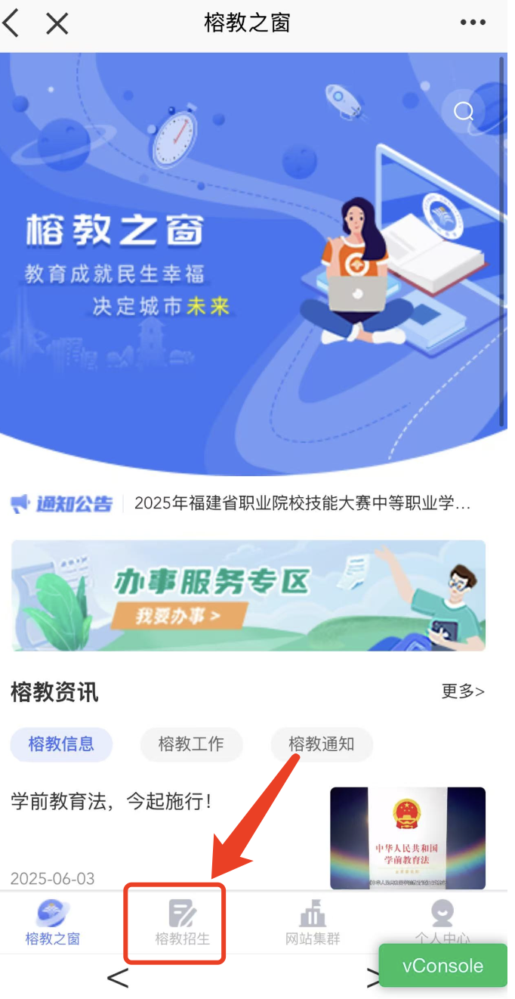 榕教之窗
榕教之窗
教育成就民生幸福
决定城市未来
通知公告
2025年福建省职业院校技能大赛中等职业学…
办事服务专区
我要办事 >
榕教资讯
更多>
榕教信息
榕教工作
榕教通知
学前教育法，今起施行！
中华人民共和国
学前教育法
2025-06-03
榕教之窗
榕教招生
网站集群
个人中心
vConsole